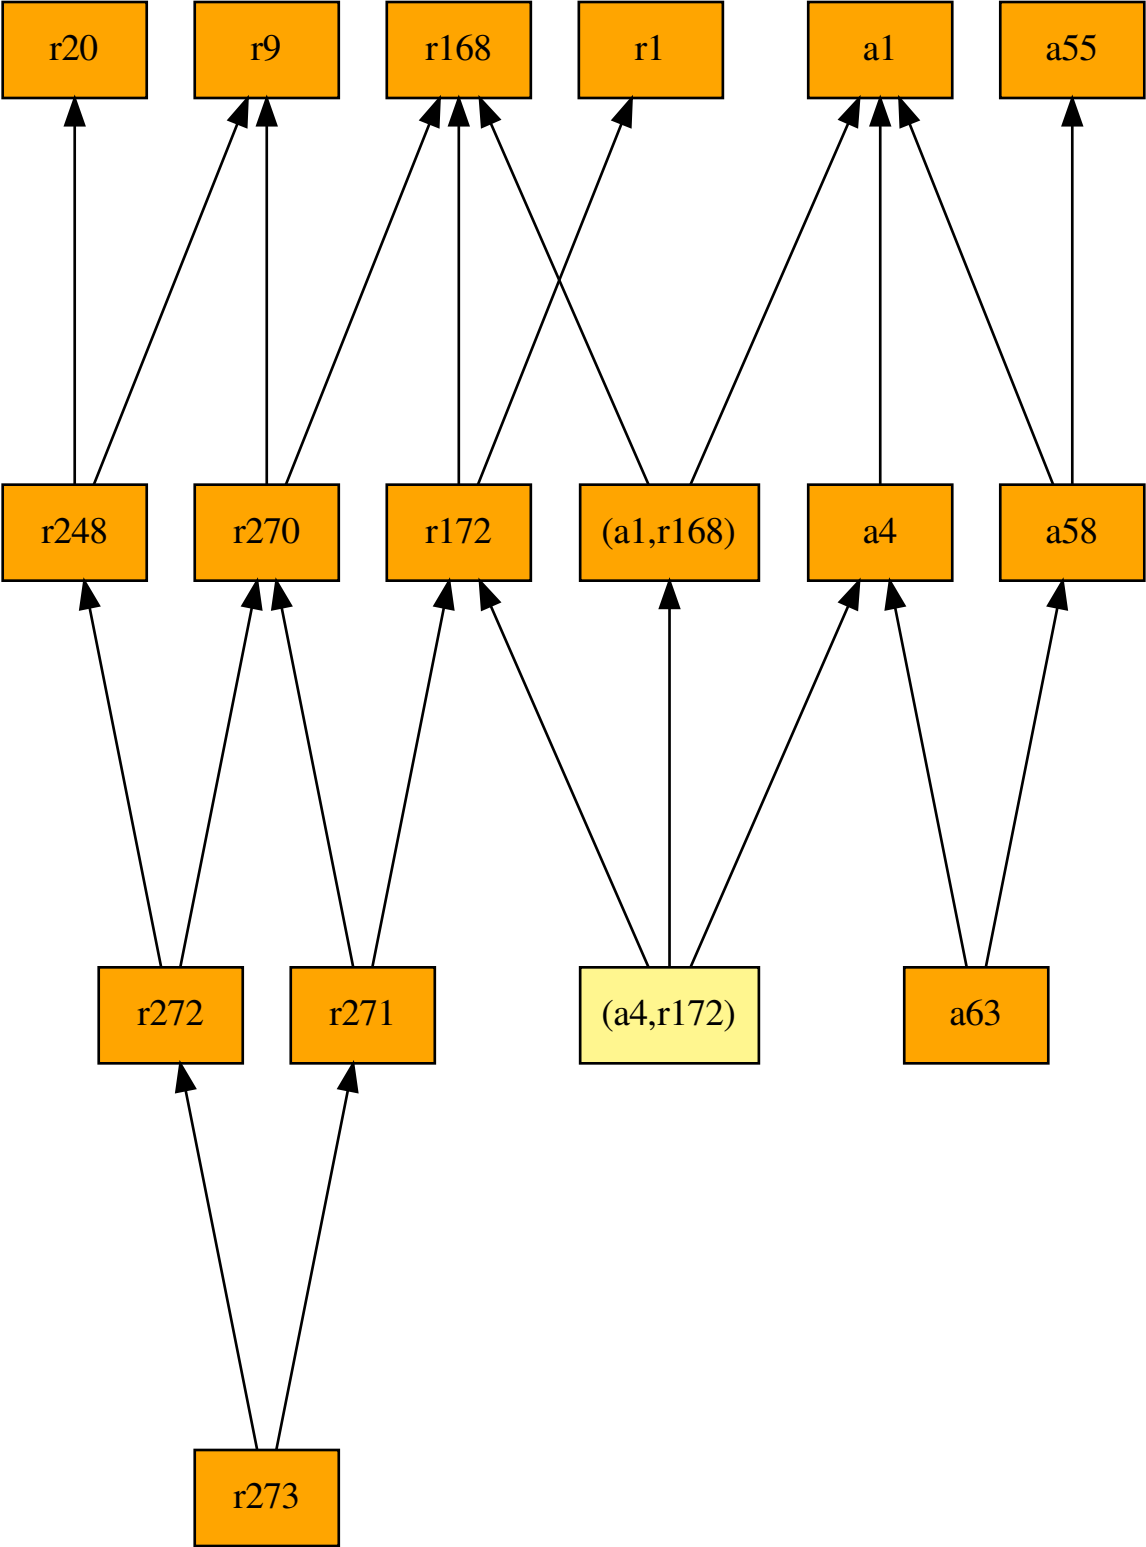 r20
r9
r168
r1
a1
a55
r248
r270
r172
(a1,r168)
a4
a58
r272
r271
(a4,r172)
a63
r273